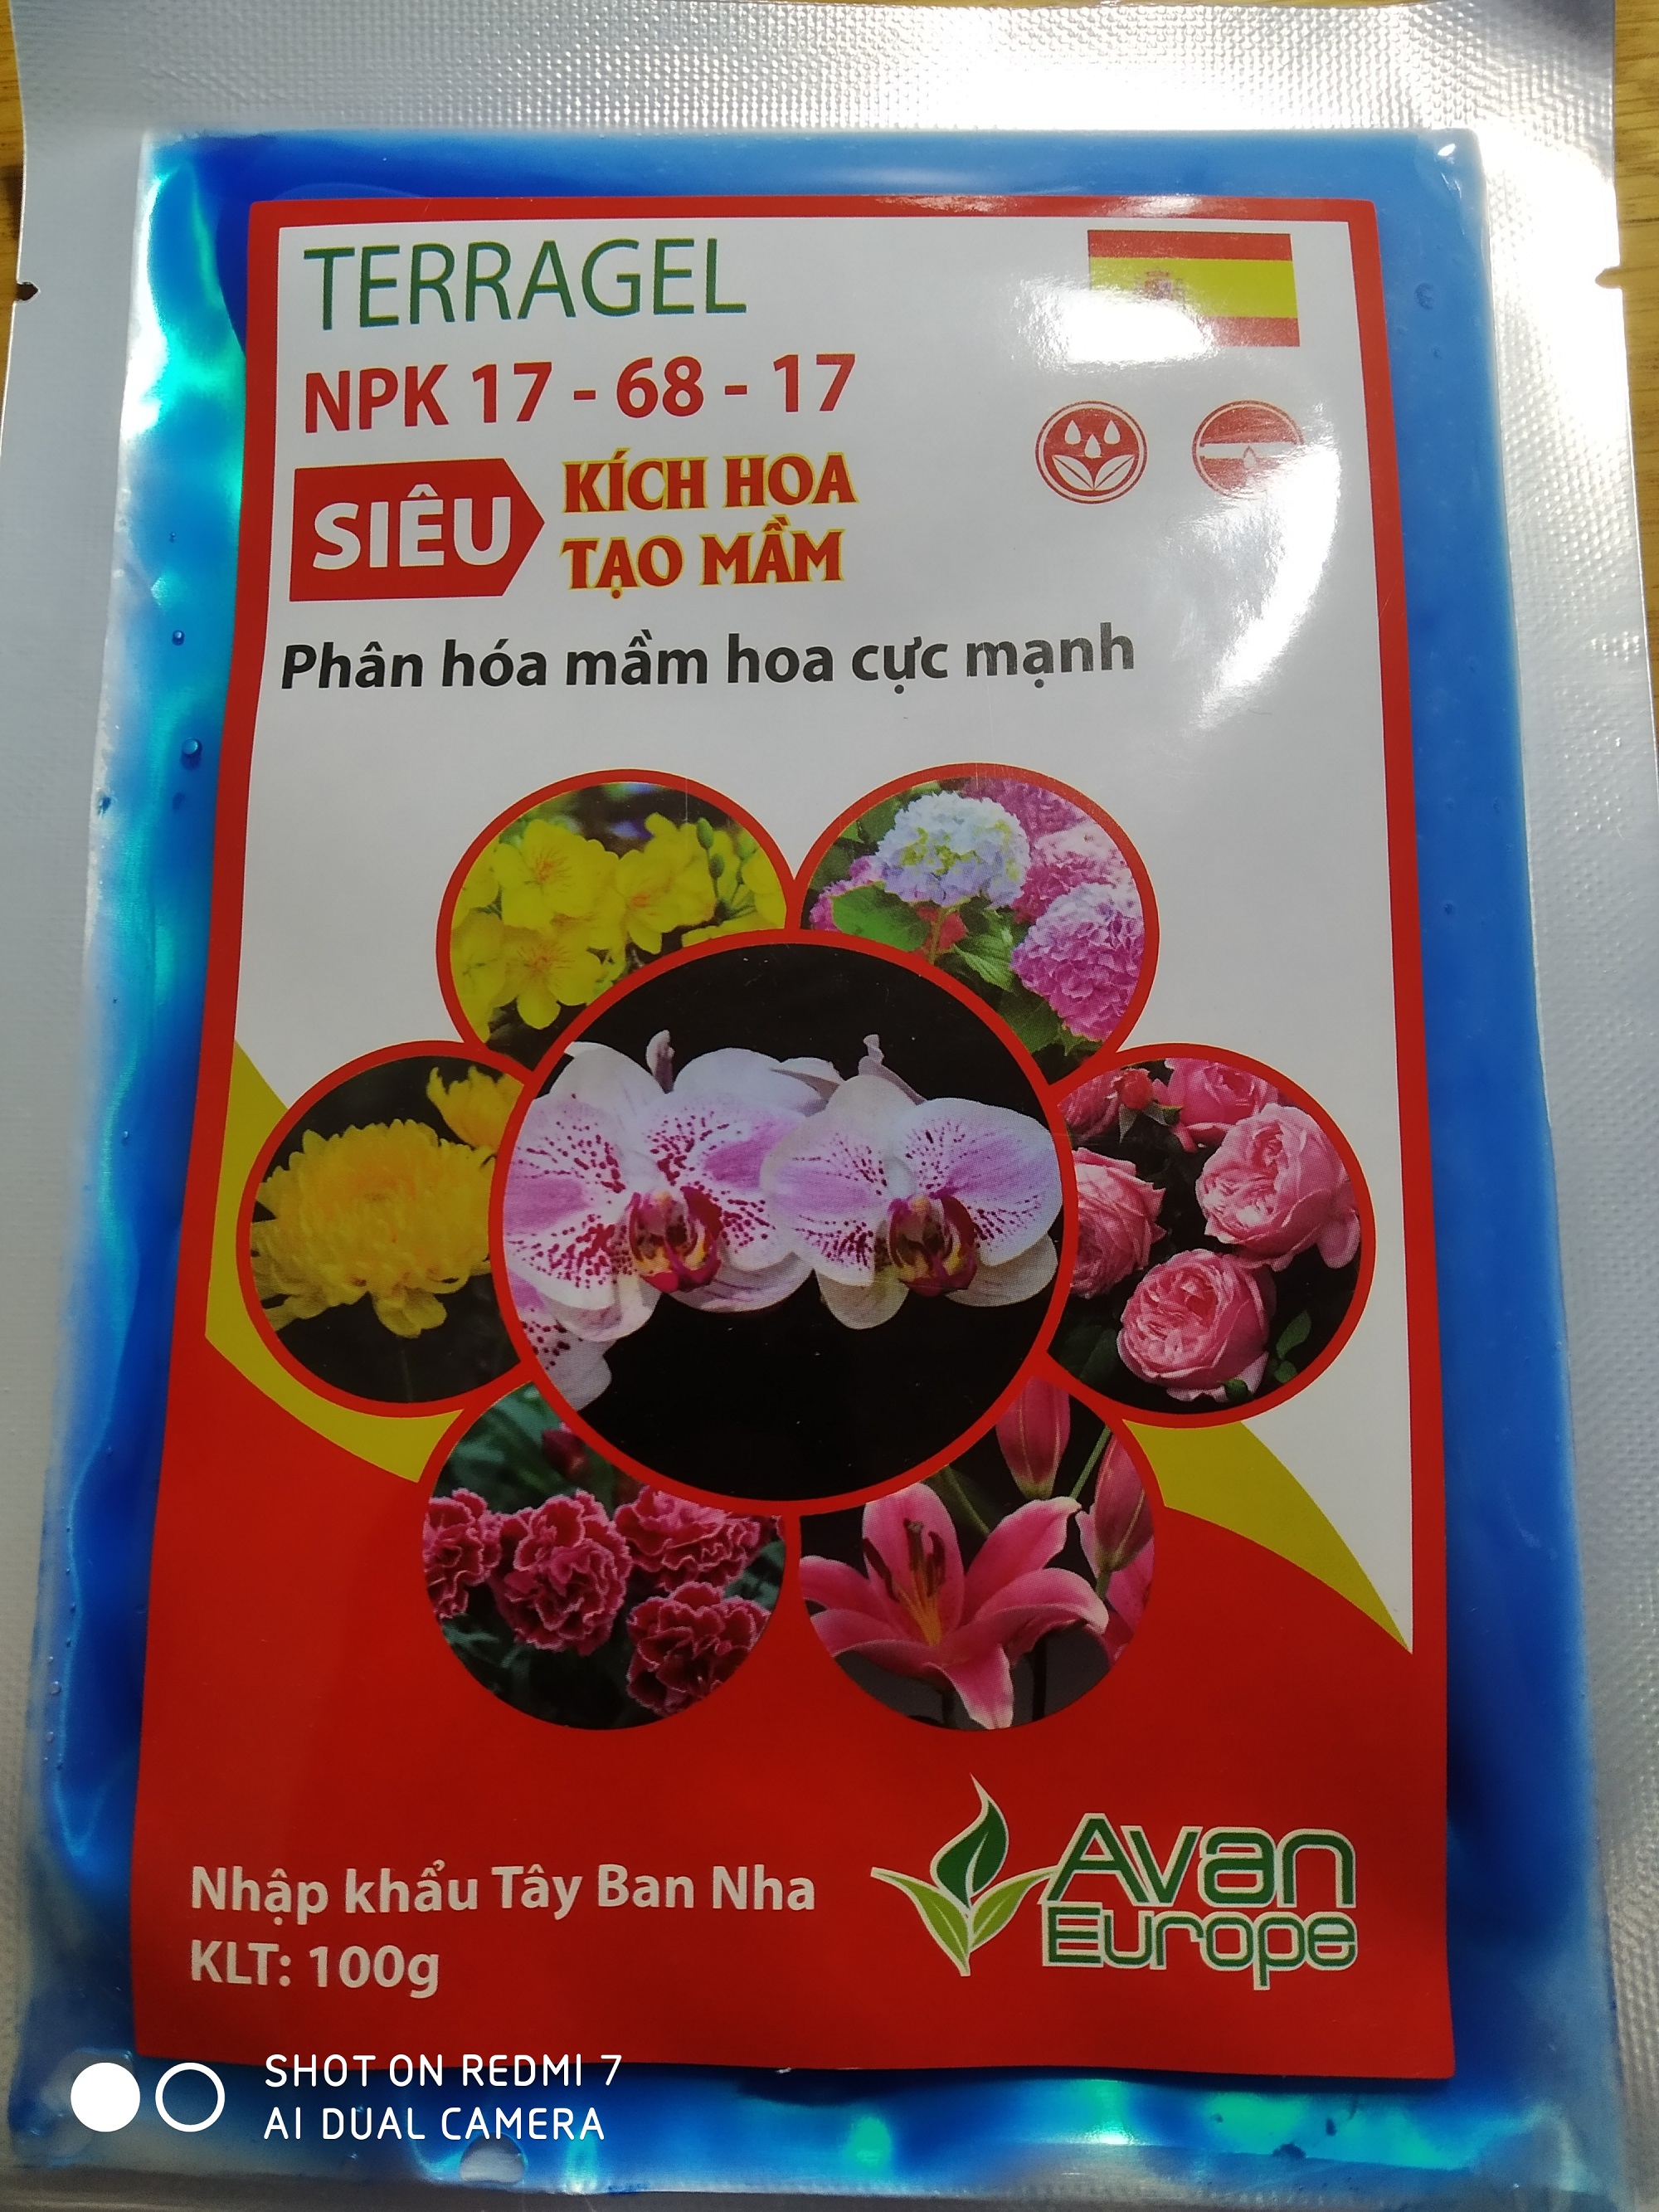 TERRAGEL
NPK 17 - 68 - 17
SIÊU
KÍCH HOA
TẠO MẦM
Phân hóa mầm hoa cực mạnh
Nhập khẩu Tây Ban Nha
KLT: 100g
Avan
Europe
SHOT ON REDMI 7
AI DUAL CAMERA